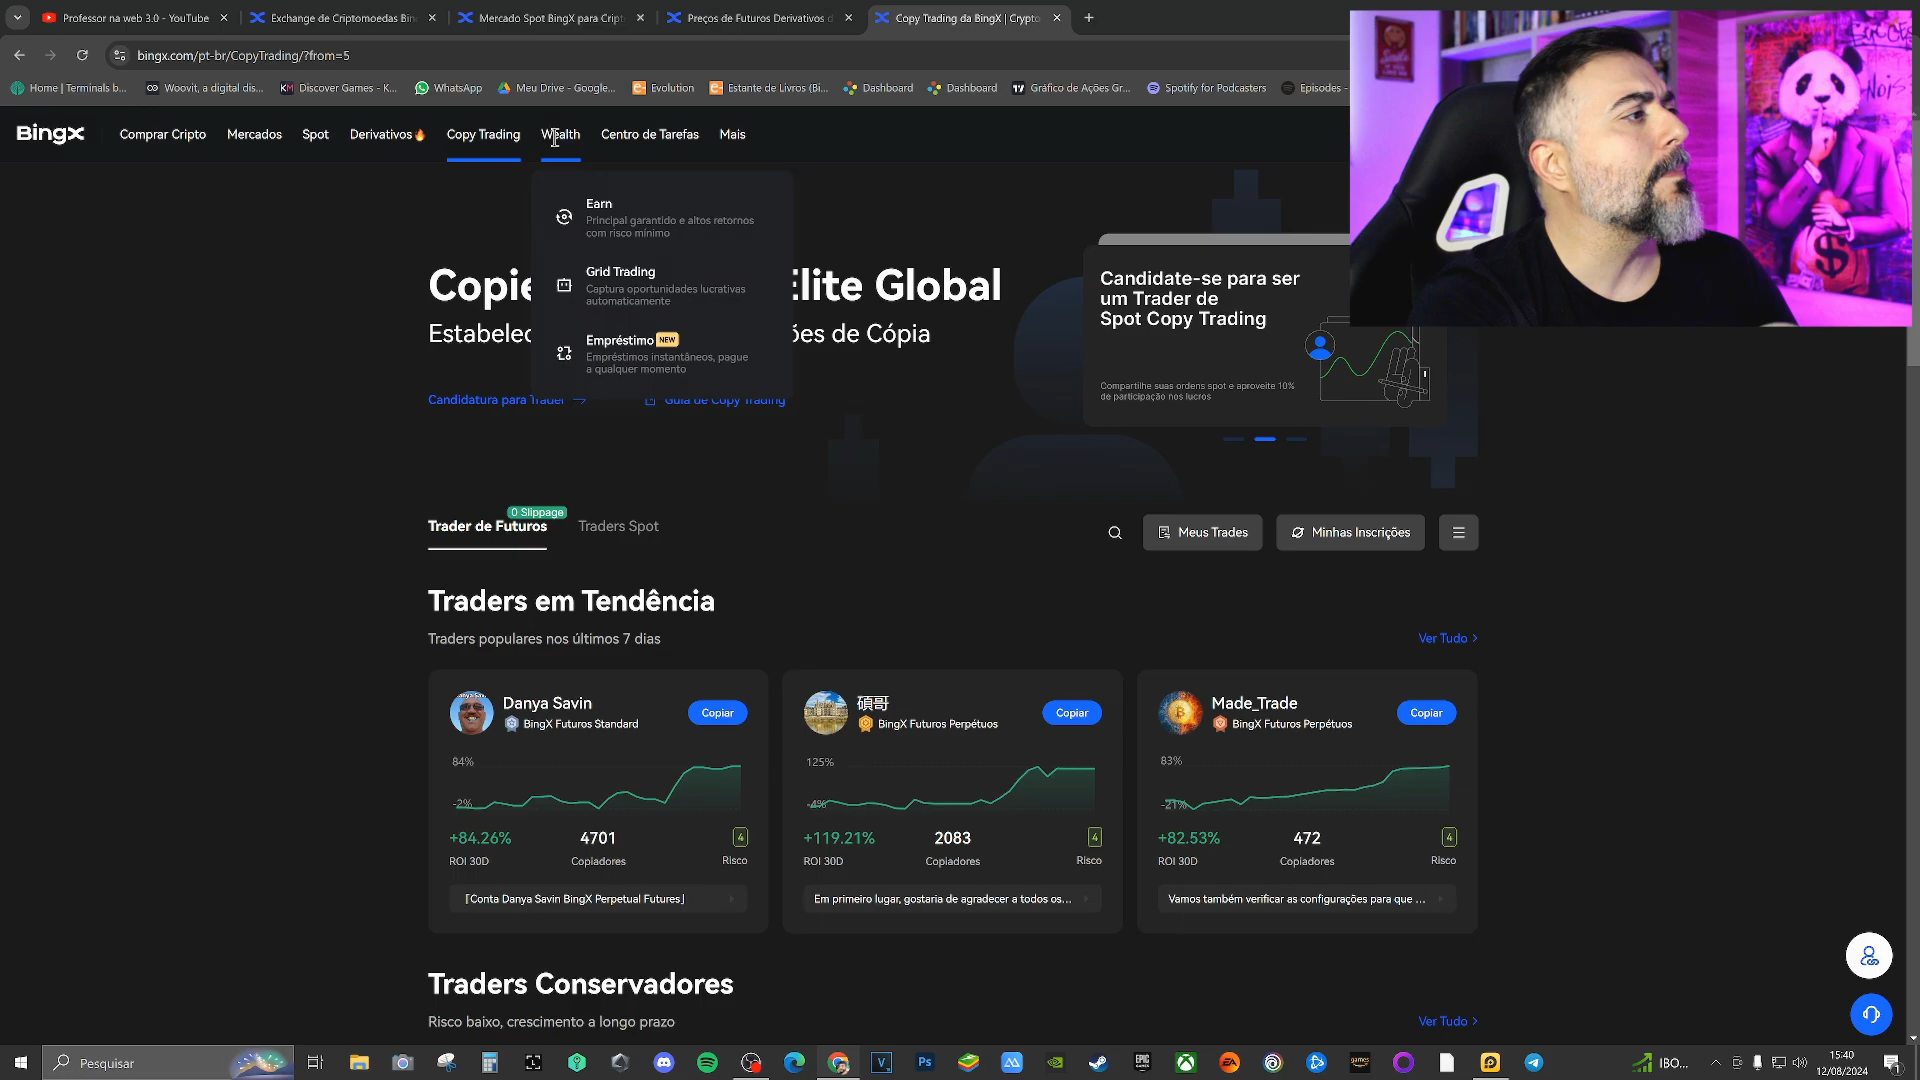 Professor na web 3.0 - YouTube
Exchange de Criptomoedas Bin
Mercado Spot BingX para Cript
Preços de Futuros Derivativos d
Copy Trading da BingX | Crypto
bingx.com/pt-br/CopyTrading/?from=5
Home | Terminals b...
Woovit, a digital dis...
Discover Games - K...
WhatsApp
Meu Drive - Google...
Evolution
Estante de Livros (Bi...
Dashboard
Dashboard
Gráfico de Ações Gr...
Spotify for Podcasters
Episodes -
BingX
Comprar Cripto
Mercados
Spot
Derivativos
Copy Trading
Wealth
Centro de Tarefas
Mais
Earn
Principal garantido e altos retornos
com risco mínimo
Grid Trading
Captura oportunidades lucrativas
automaticamente
Empréstimo NEW
Empréstimos instantâneos, pague
a qualquer momento
Copie
Elite Global
Estabelec
ões de Cópia
Candidatura para Trader
Guia de Copy Trading
Candidate-se para ser
um Trader de
Spot Copy Trading
Compartilhe suas ordens spot e aproveite 10%
de participação nos lucros
0 Slippage
Trader de Futuros
Traders Spot
Meus Trades
Minhas Inscrições
Traders em Tendência
Traders populares nos últimos 7 dias
Ver Tudo >
Danya Savin
BingX Futuros Standard
Copiar
84%
-2%
+84.26%
4701
4
ROI 30D
Copiadores
Risco
「Conta Danya Savin BingX Perpetual Futures」
碩哥
BingX Futuros Perpétuos
Copiar
125%
-4%
+119.21%
2083
4
ROI 30D
Copiadores
Risco
Em primeiro lugar, gostaria de agradecer a todos os...
Made_Trade
BingX Futuros Perpétuos
Copiar
83%
-21%
+82.53%
472
4
ROI 30D
Copiadores
Risco
Vamos também verificar as configurações para que ...
Traders Conservadores
Risco baixo, crescimento a longo prazo
Ver Tudo >
Pesquisar
IBO...
15:40
12/08/2024